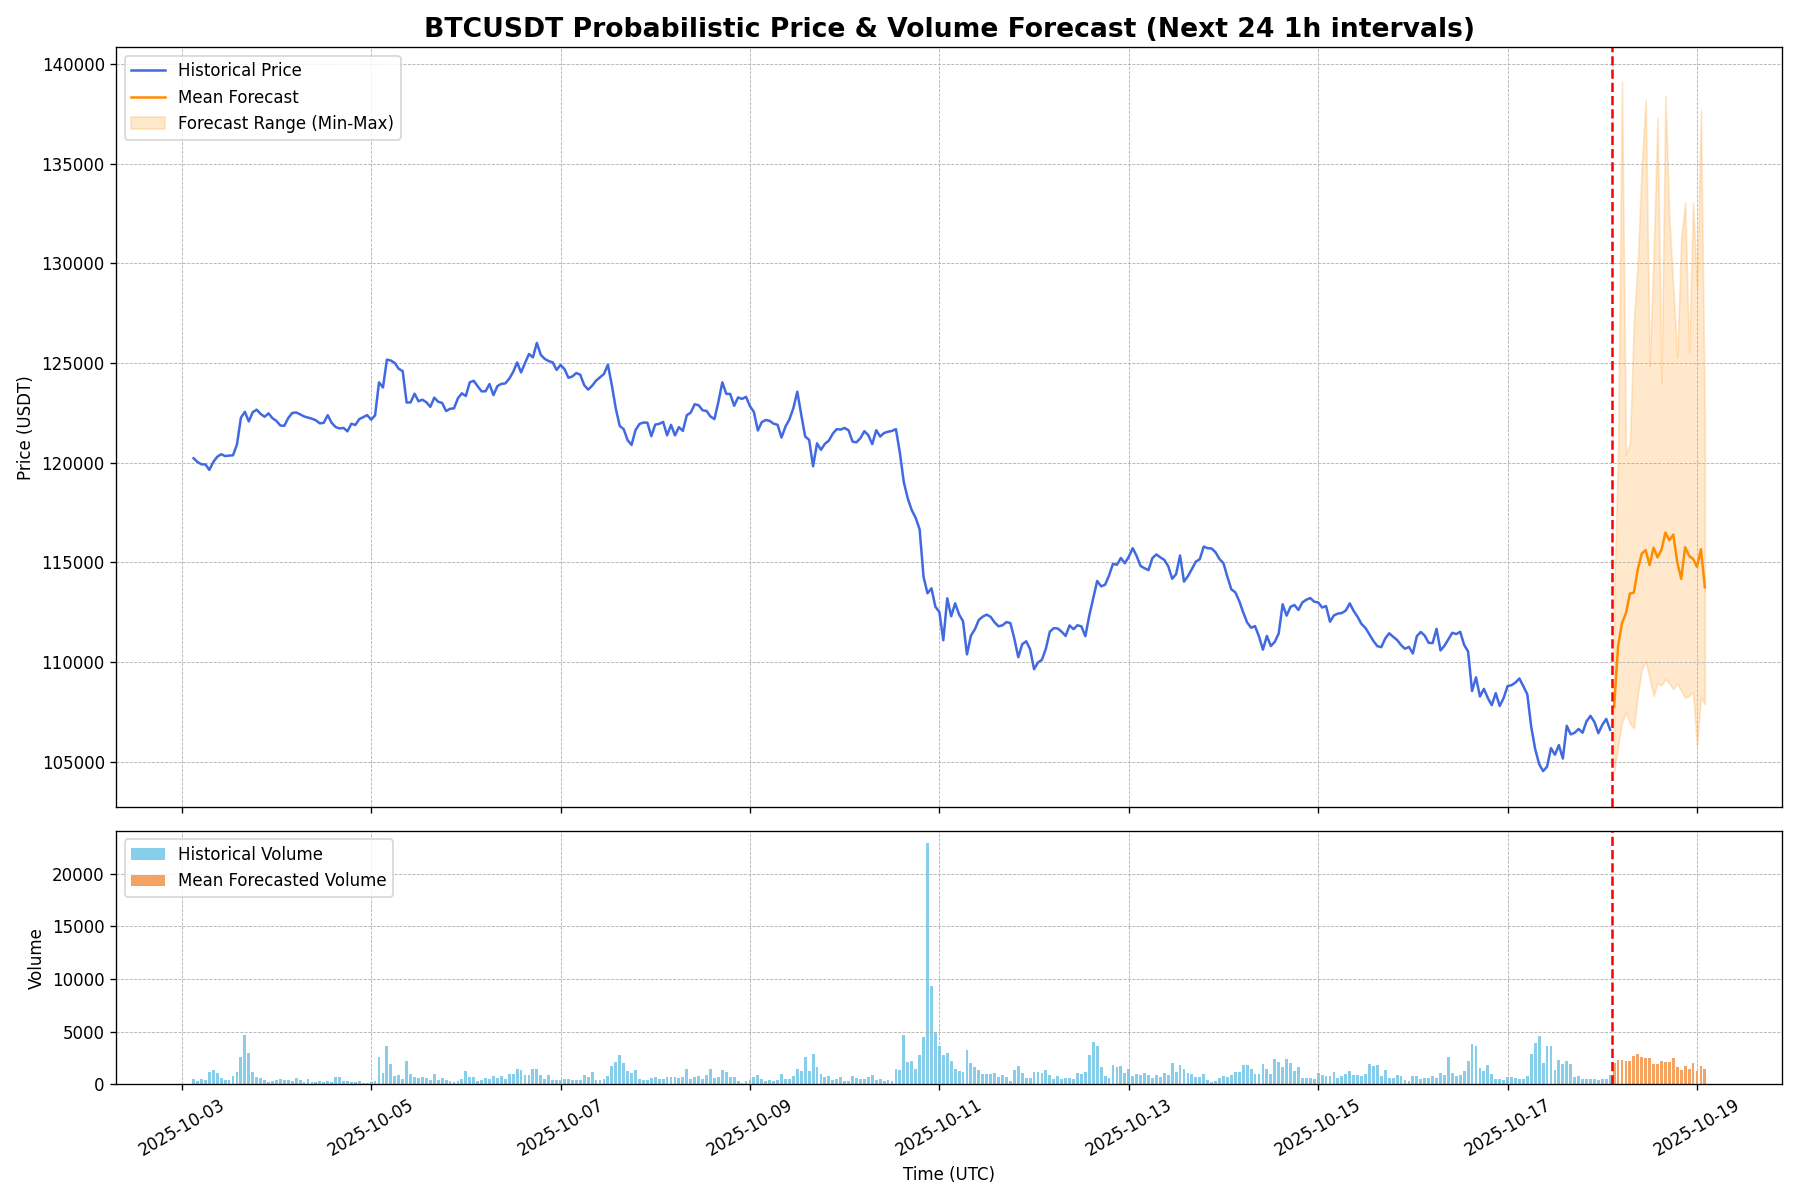 BTCUSDT Probabilistic Price & Volume Forecast (Next 24 1h intervals)
Historical Price
Mean Forecast
Forecast Range (Min-Max)
Price (USDT)
140000
135000
130000
125000
120000
115000
110000
105000
Historical Volume
Mean Forecasted Volume
Volume
20000
15000
10000
5000
0
2025-10-03
2025-10-05
2025-10-07
2025-10-09
2025-10-11
2025-10-13
2025-10-15
2025-10-17
2025-10-19
Time (UTC)